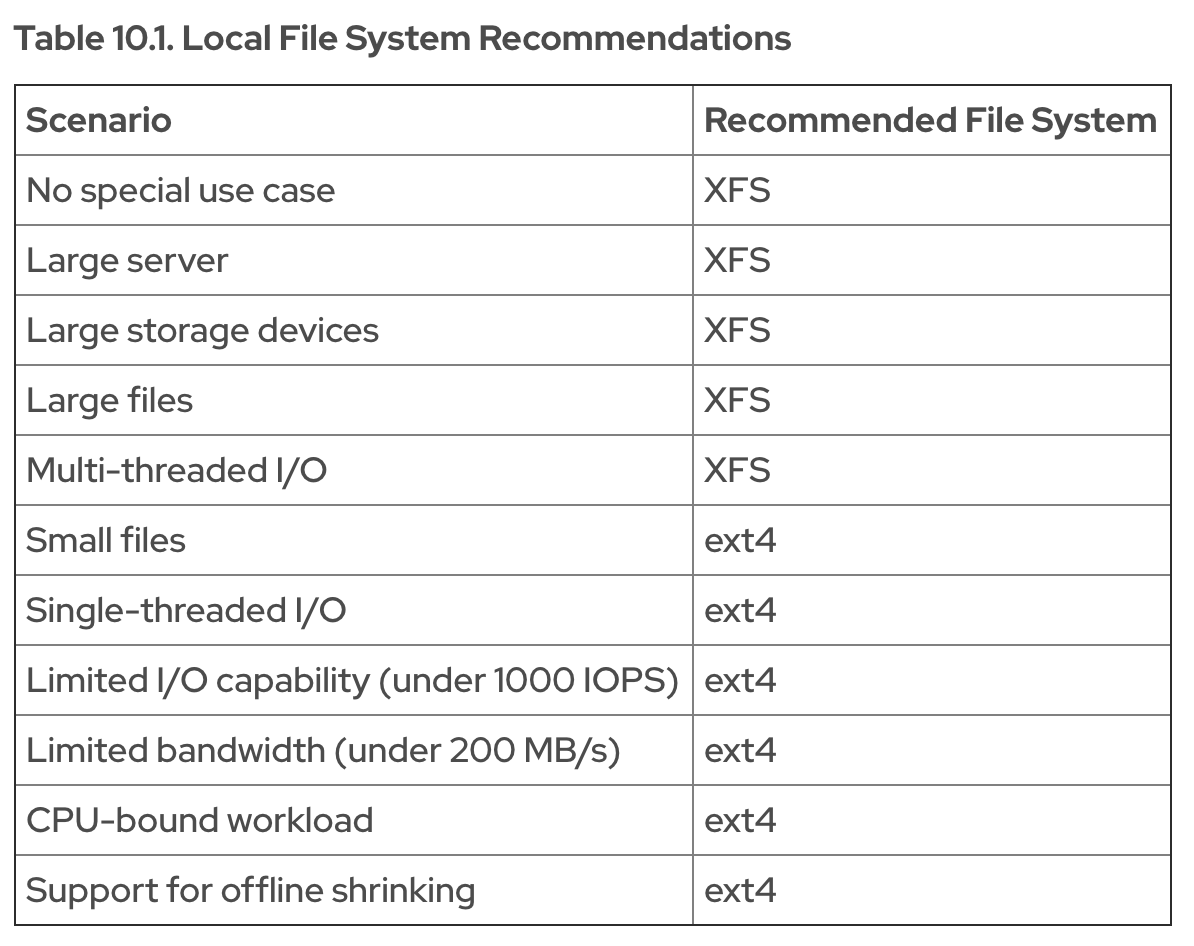 Table 10.1. Local File System Recommendations
Scenario Recommended File System
No special use case XFS
Large server XFS
Large storage devices XFS
Large files XFS
Multi-threaded I/O XFS
Small files ext4
Single-threaded I/O ext4
Limited I/O capability (under 1000 IOPS) ext4
Limited bandwidth (under 200 MB/s) ext4
CPU-bound workload ext4
Support for offline shrinking ext4